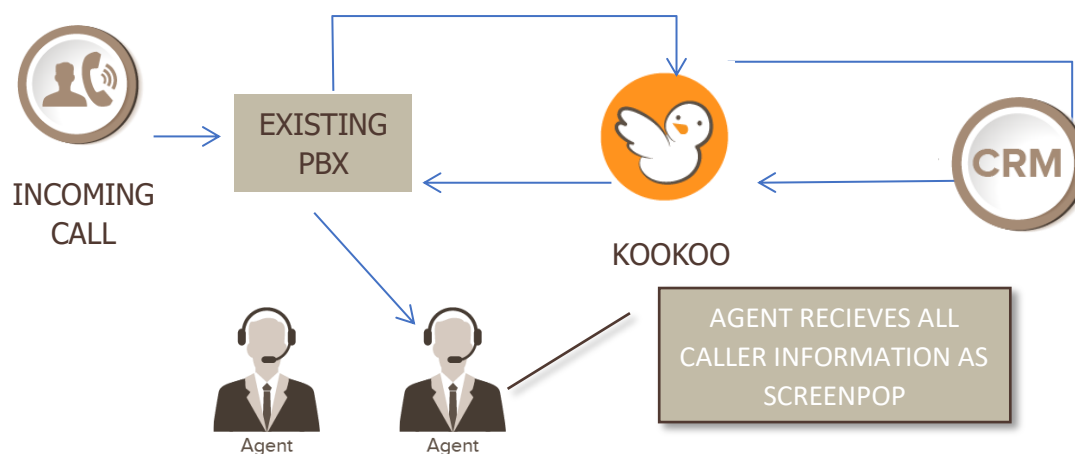 INCOMING
CALL
EXISTING
PBX
KOOKOO
CRM
Agent
Agent
AGENT RECIEVES ALL
CALLER INFORMATION AS
SCREENPOP